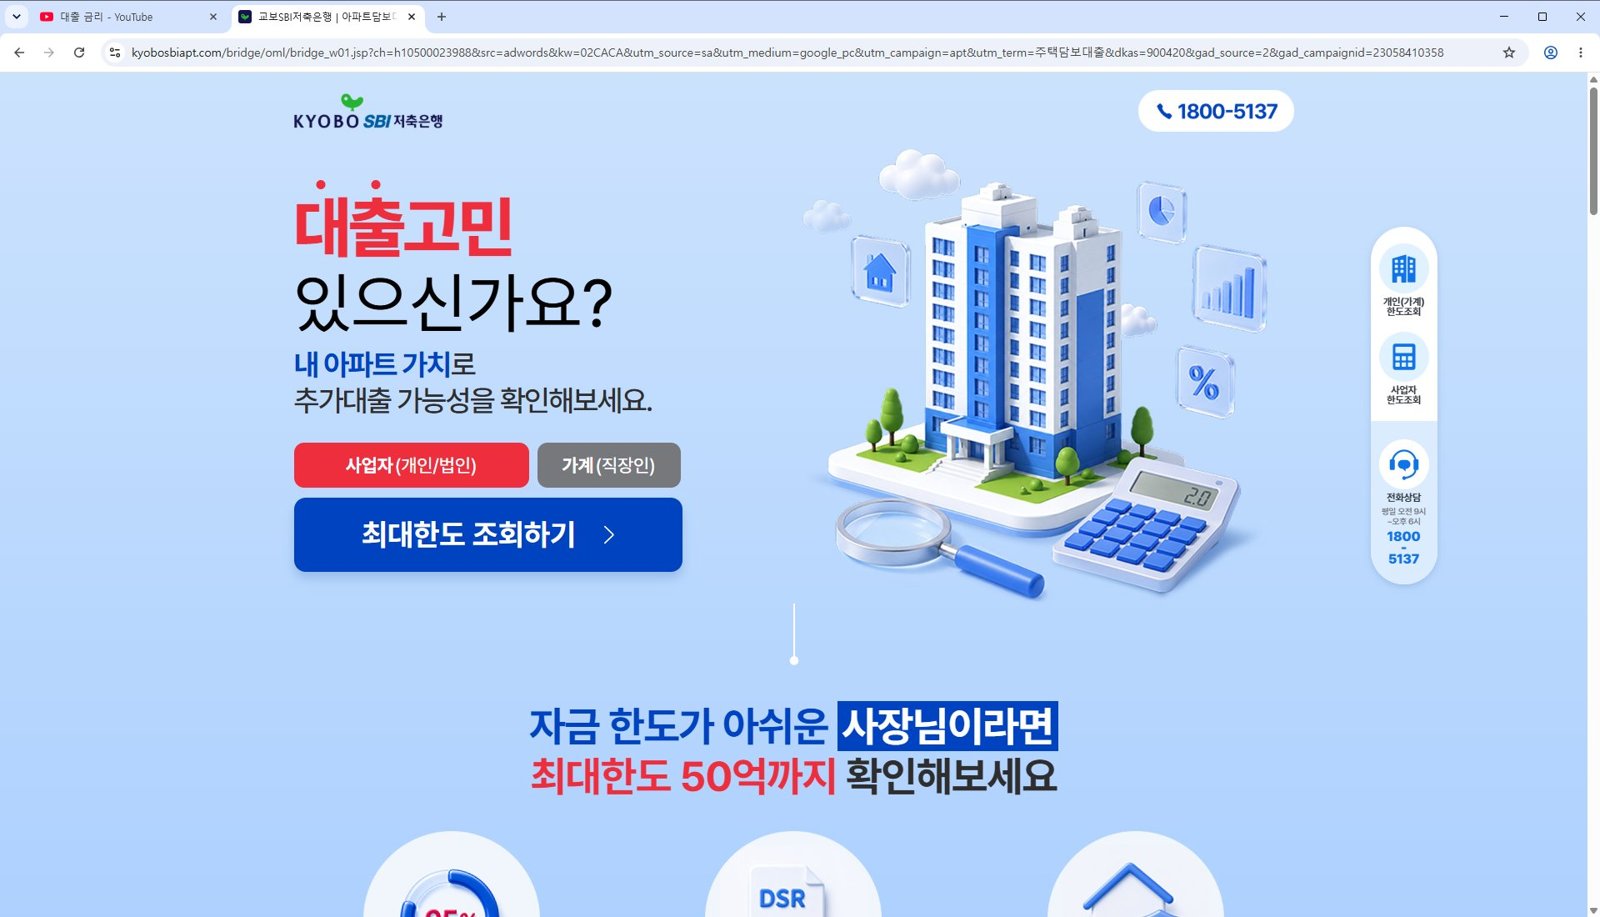 대출 금리 - YouTube
교보SBI저축은행 | 아파트담보대
kyobosbiapt.com/bridge/oml/bridge_w01.jsp?ch=h10500023988&src=adwords&kw=02CACA&utm_source=sa&utm_medium=google_pc&utm_campaign=apt&utm_term=주택담보대출&dkas=900420&gad_source=2&gad_campaignid=23058410358
KYOBO SBI 저축은행
1800-5137
대출고민
있으신가요?
내 아파트 가치로
추가대출 가능성을 확인해보세요.
사업자 (개인/법인)
가계 (직장인)
최대한도 조회하기
%
2.0
개인(가계)
한도조회
사업자
한도조회
전화상담
평일 오전 9시
~오후 6시
1800
-
5137
자금 한도가 아쉬운 사장님이라면
최대한도 50억까지 확인해보세요
95%
DSR